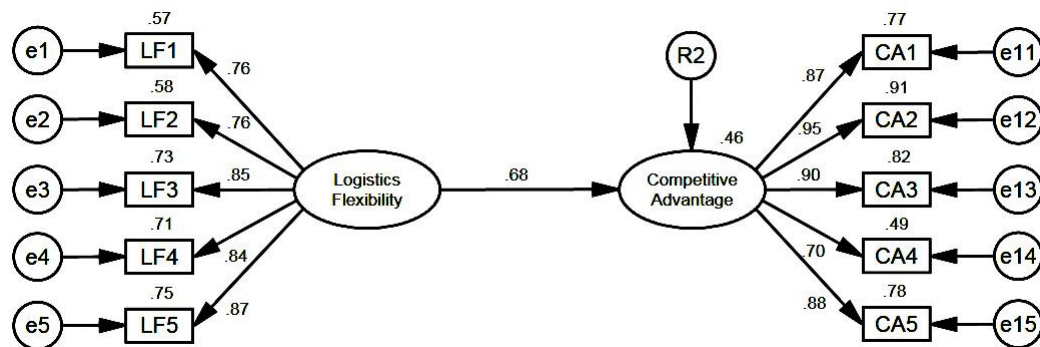 .57
.77
e1
LF1
R2
CA1
e11
.76
.87
.58
.91
e2
LF2
.76
.95
CA2
e12
.73
.46
.82
e3
LF3
.85
Logistics
Flexibility
.68
Competitive
Advantage
.90
CA3
e13
.71
.49
e4
LF4
.84
.70
CA4
e14
.75
.78
e5
LF5
.87
.88
CA5
e15